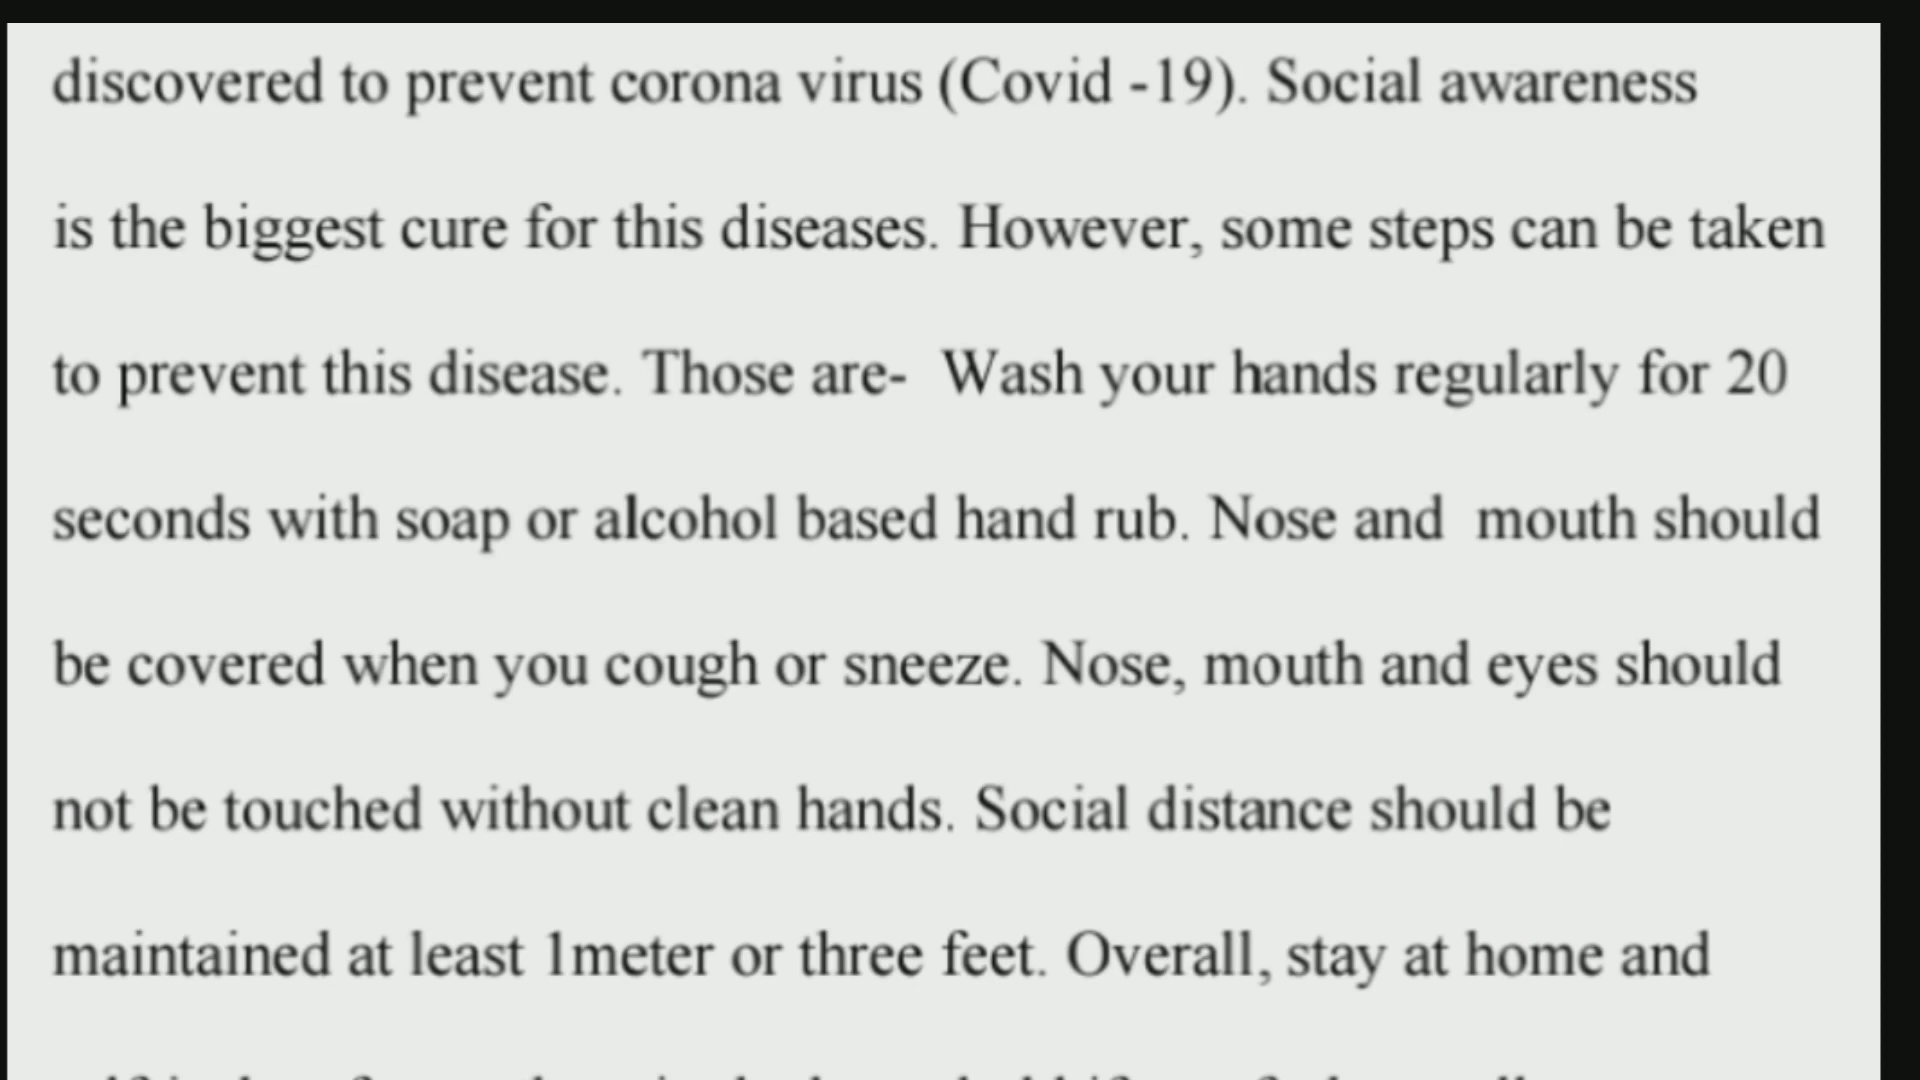 discovered to prevent corona virus (Covid -19). Social awareness
is the biggest cure for this diseases. However, some steps can be taken
to prevent this disease. Those are-  Wash your hands regularly for 20
seconds with soap or alcohol based hand rub. Nose and  mouth should
be covered when you cough or sneeze. Nose, mouth and eyes should
not be touched without clean hands. Social distance should be
maintained at least 1meter or three feet. Overall, stay at home and